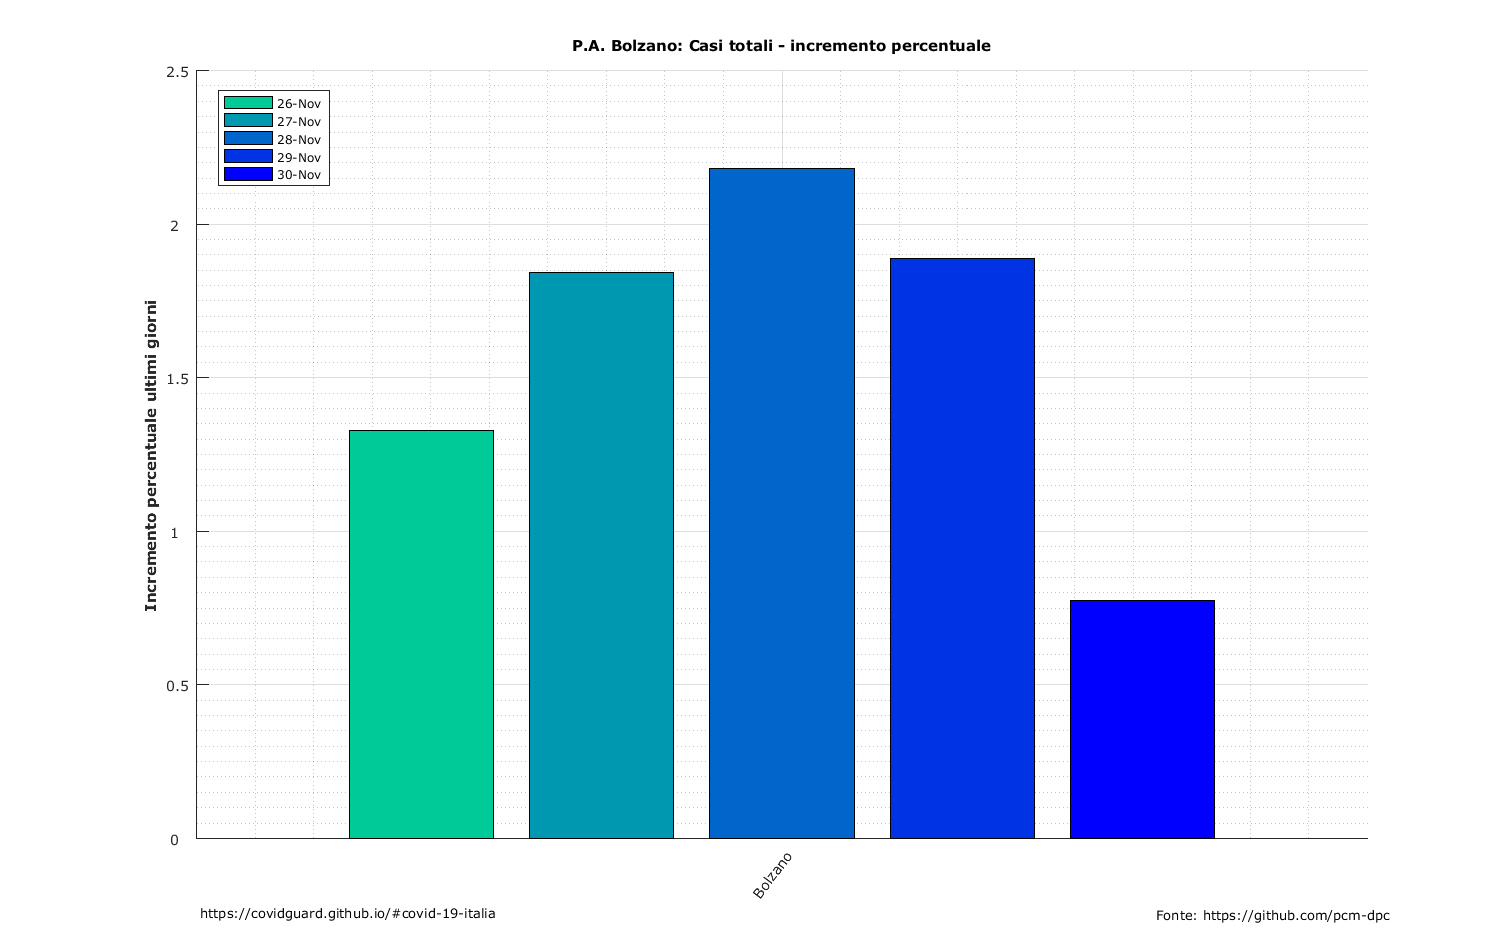 P.A. Bolzano: Casi totali - incremento percentuale
2.5
2
1.5
1
0.5
0
Incremento percentuale ultimi giorni
26-Nov
27-Nov
28-Nov
29-Nov
30-Nov
Bolzano
https://covidguard.github.io/#covid-19-italia
Fonte: https://github.com/pcm-dpc